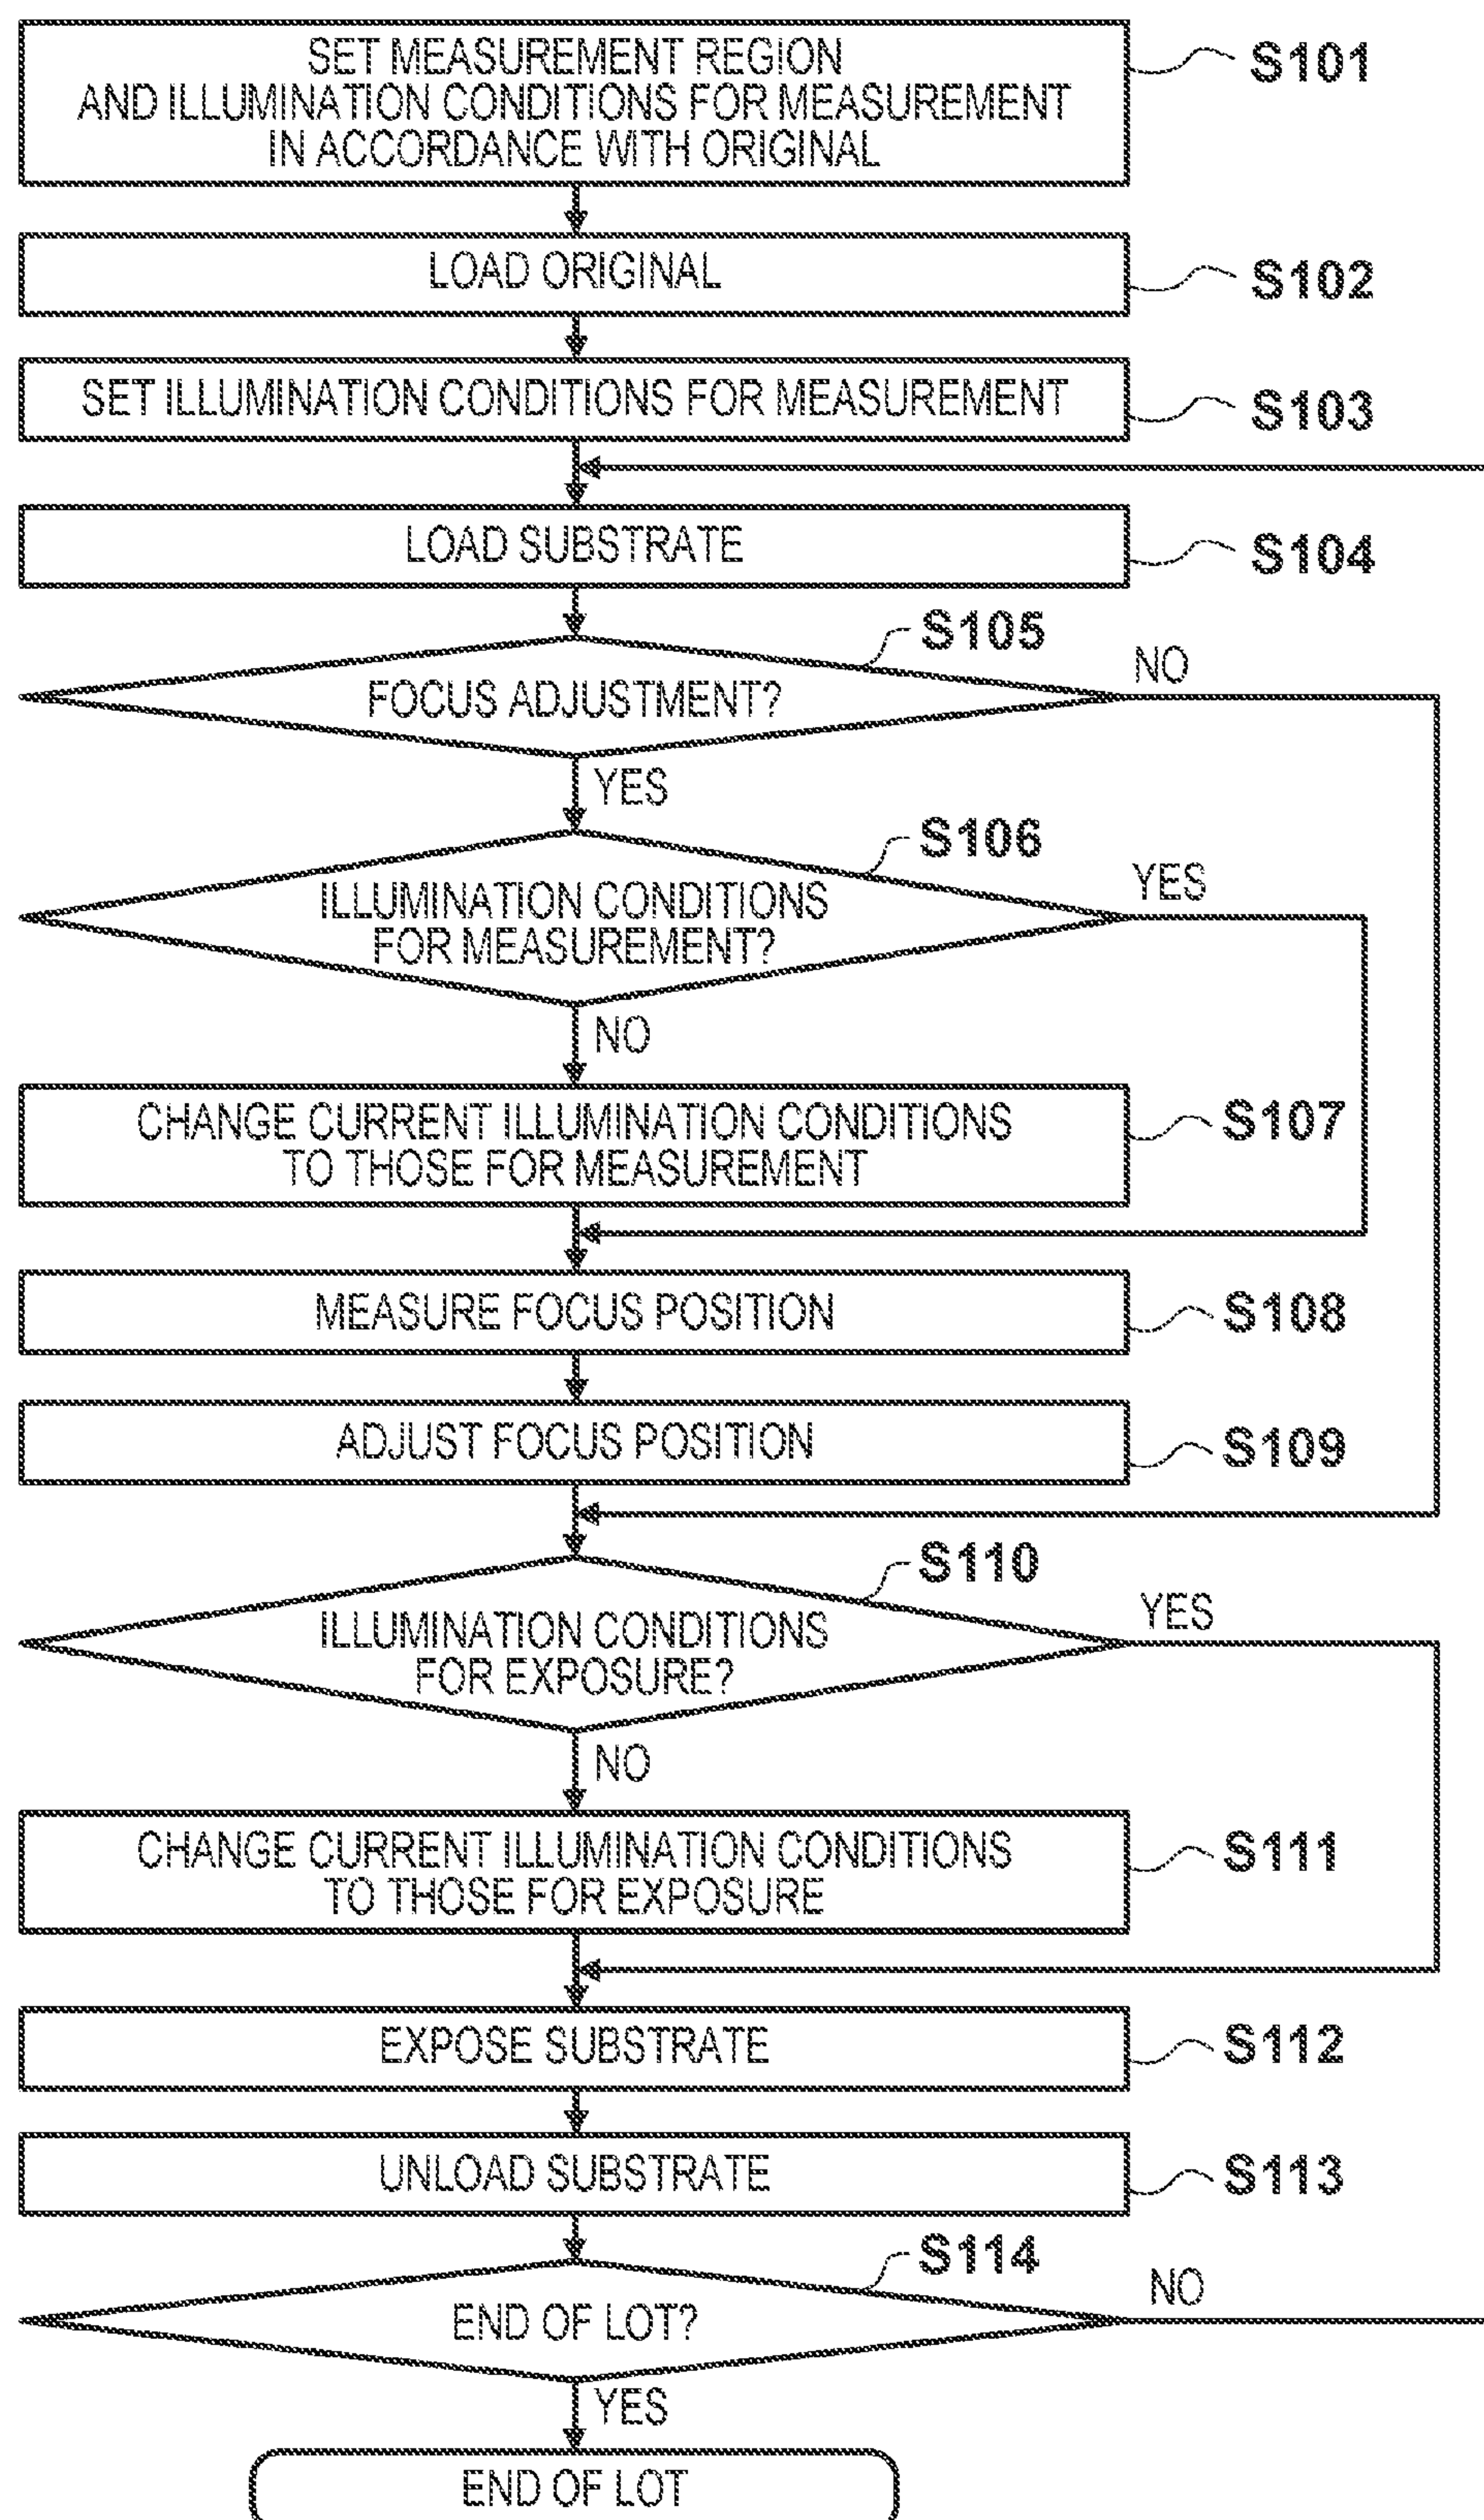 SET MEASUREMENT REGION
AND ILLUMINATION CONDITIONS FOR MEASUREMENT
IN ACCORDANCE WITH ORIGINAL
S101
LOAD ORIGINAL
S102
SET ILLUMINATION CONDITIONS FOR MEASUREMENT
S103
LOAD SUBSTRATE
S104
S105
FOCUS ADJUSTMENT?
NO
YES
S106
ILLUMINATION CONDITIONS
FOR MEASUREMENT?
YES
NO
CHANGE CURRENT ILLUMINATION CONDITIONS
TO THOSE FOR MEASUREMENT
S107
MEASURE FOCUS POSITION
S108
ADJUST FOCUS POSITION
S109
S110
ILLUMINATION CONDITIONS
FOR EXPOSURE?
YES
NO
CHANGE CURRENT ILLUMINATION CONDITIONS
TO THOSE FOR EXPOSURE
S111
EXPOSE SUBSTRATE
S112
UNLOAD SUBSTRATE
S113
S114
END OF LOT?
NO
YES
END OF LOT